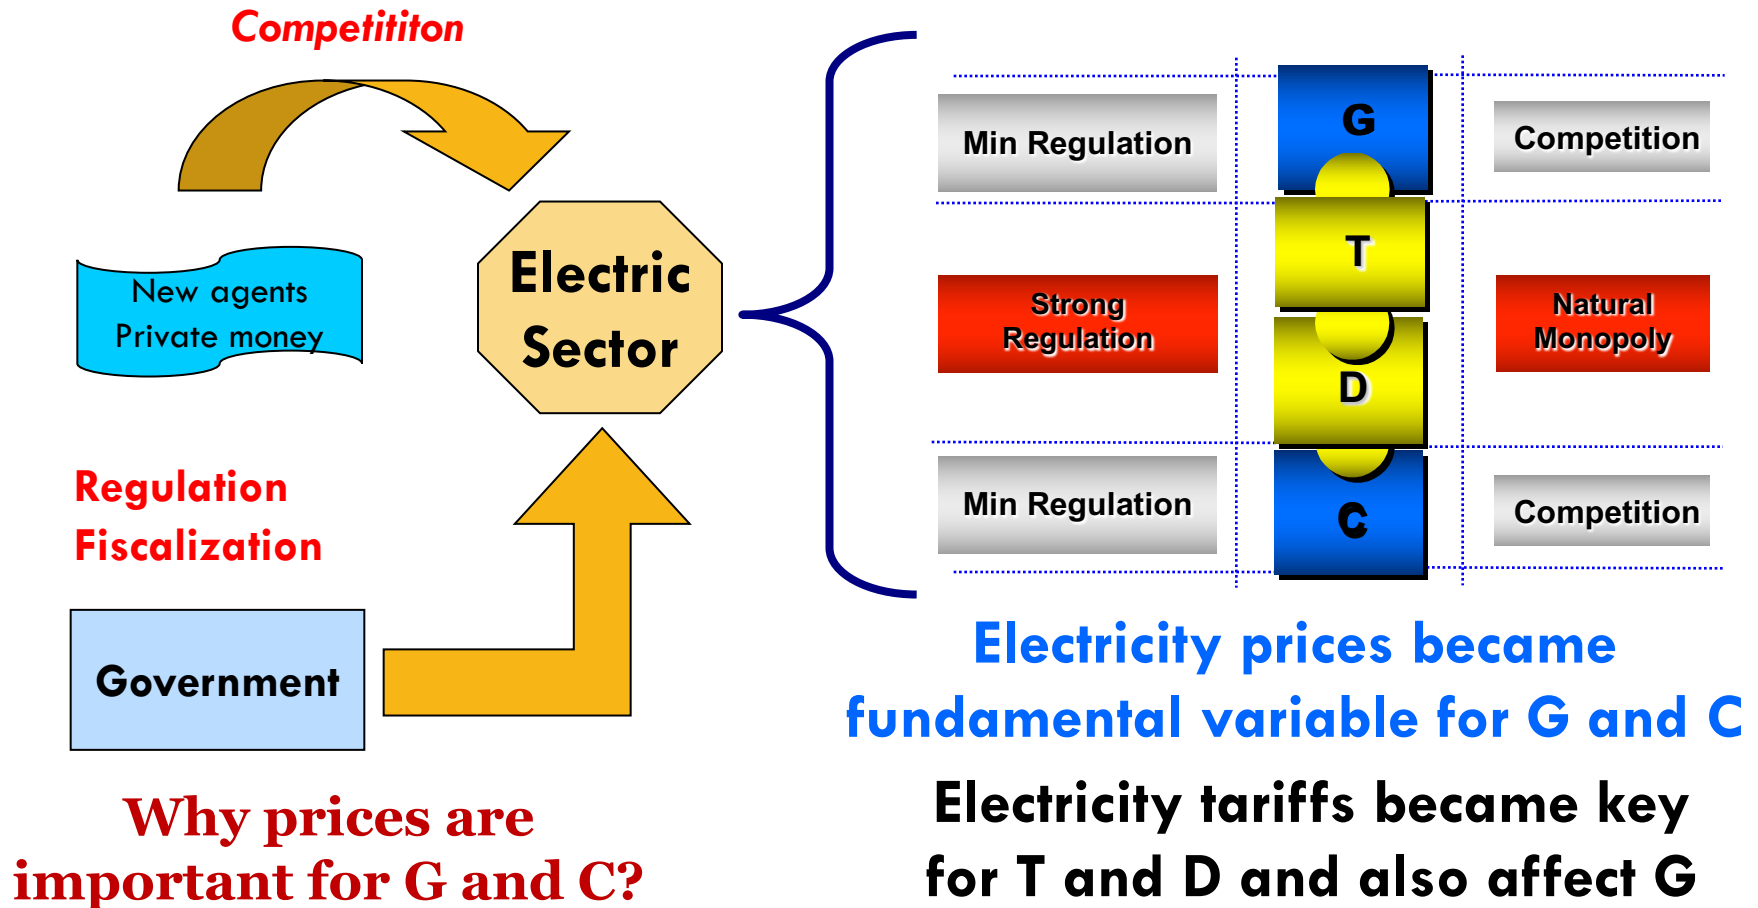 Competititon
New agents
Private money
Electric
Sector
Regulation
Fiscalization
Government
Why prices are
important for G and C?
Min Regulation
G
Competition
T
Strong
Regulation
Natural
Monopoly
D
Min Regulation
C
Competition
Electricity prices became
fundamental variable for G and C
Electricity tariffs became key
for T and D and also affect G